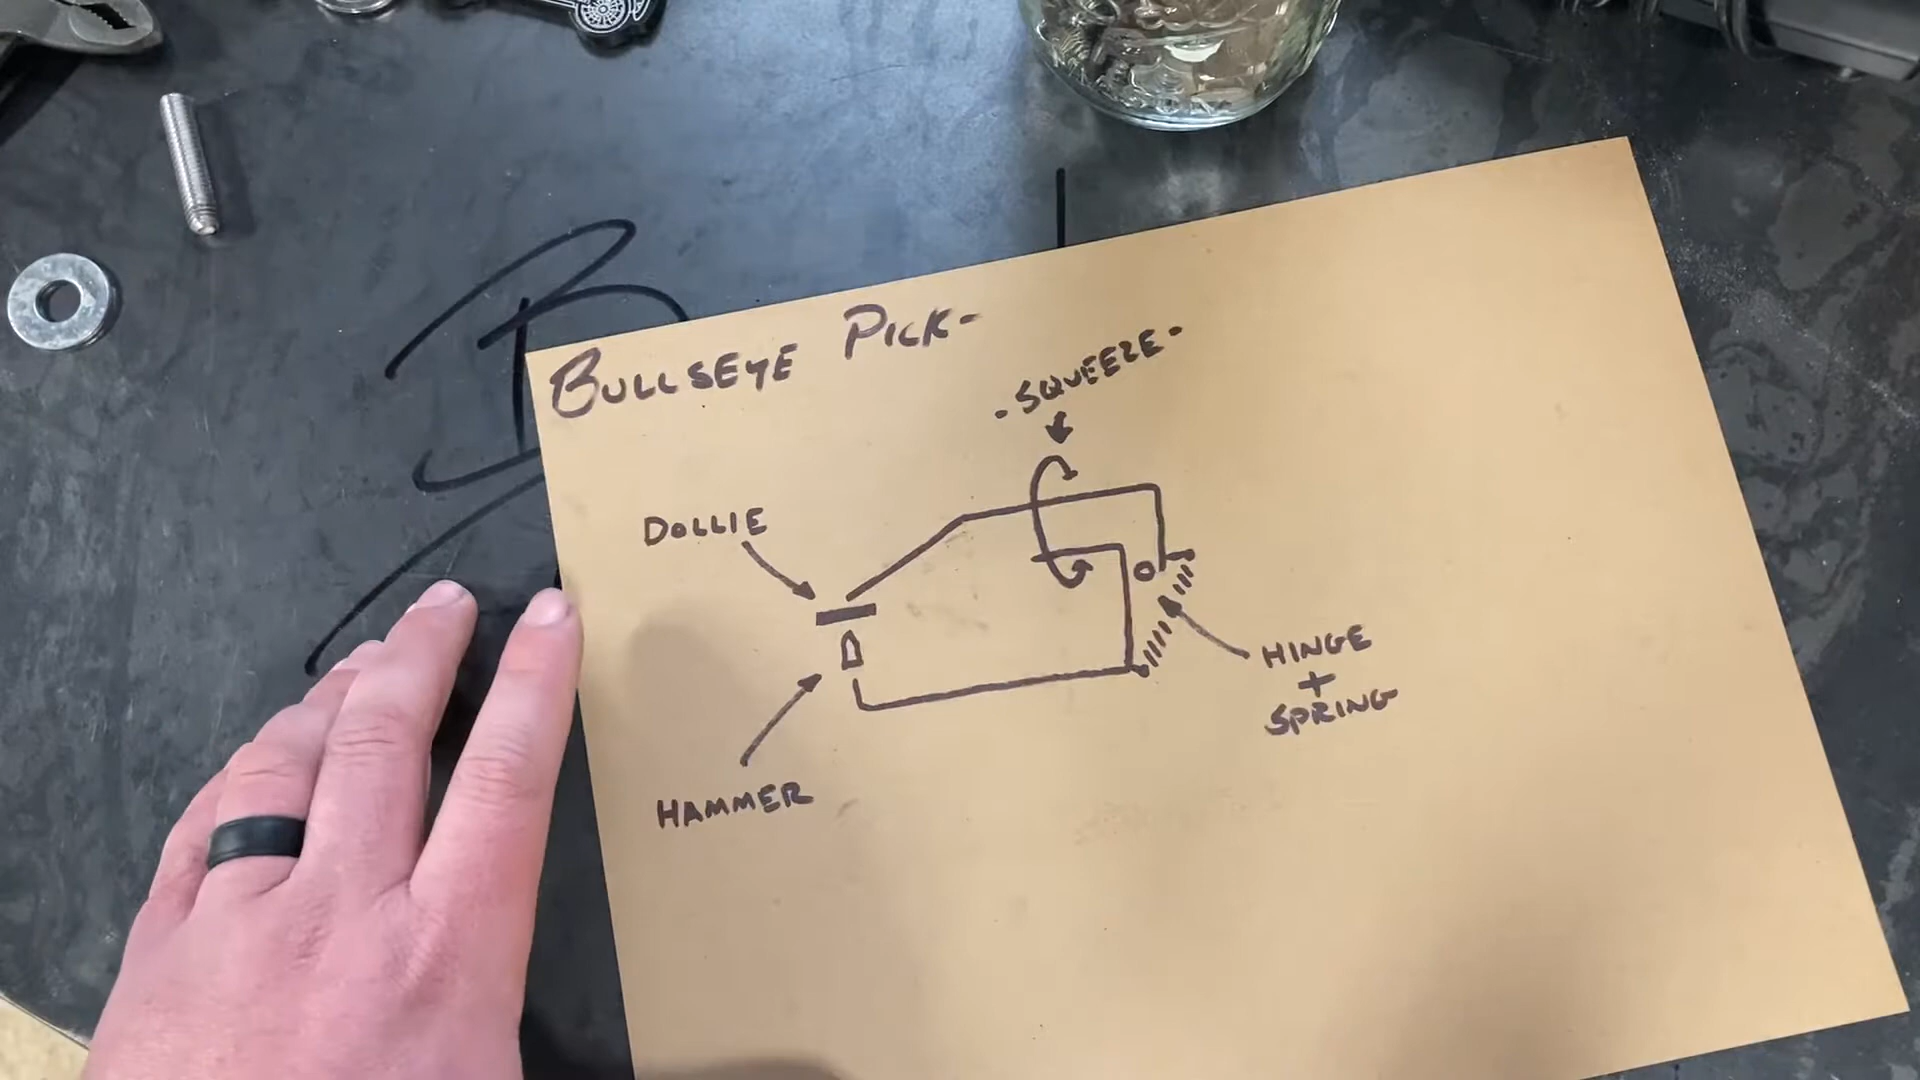 BULLSEYE PICK-
- SQUEEZE -
DOLLIE
HINGE
+
SPRING
HAMMER